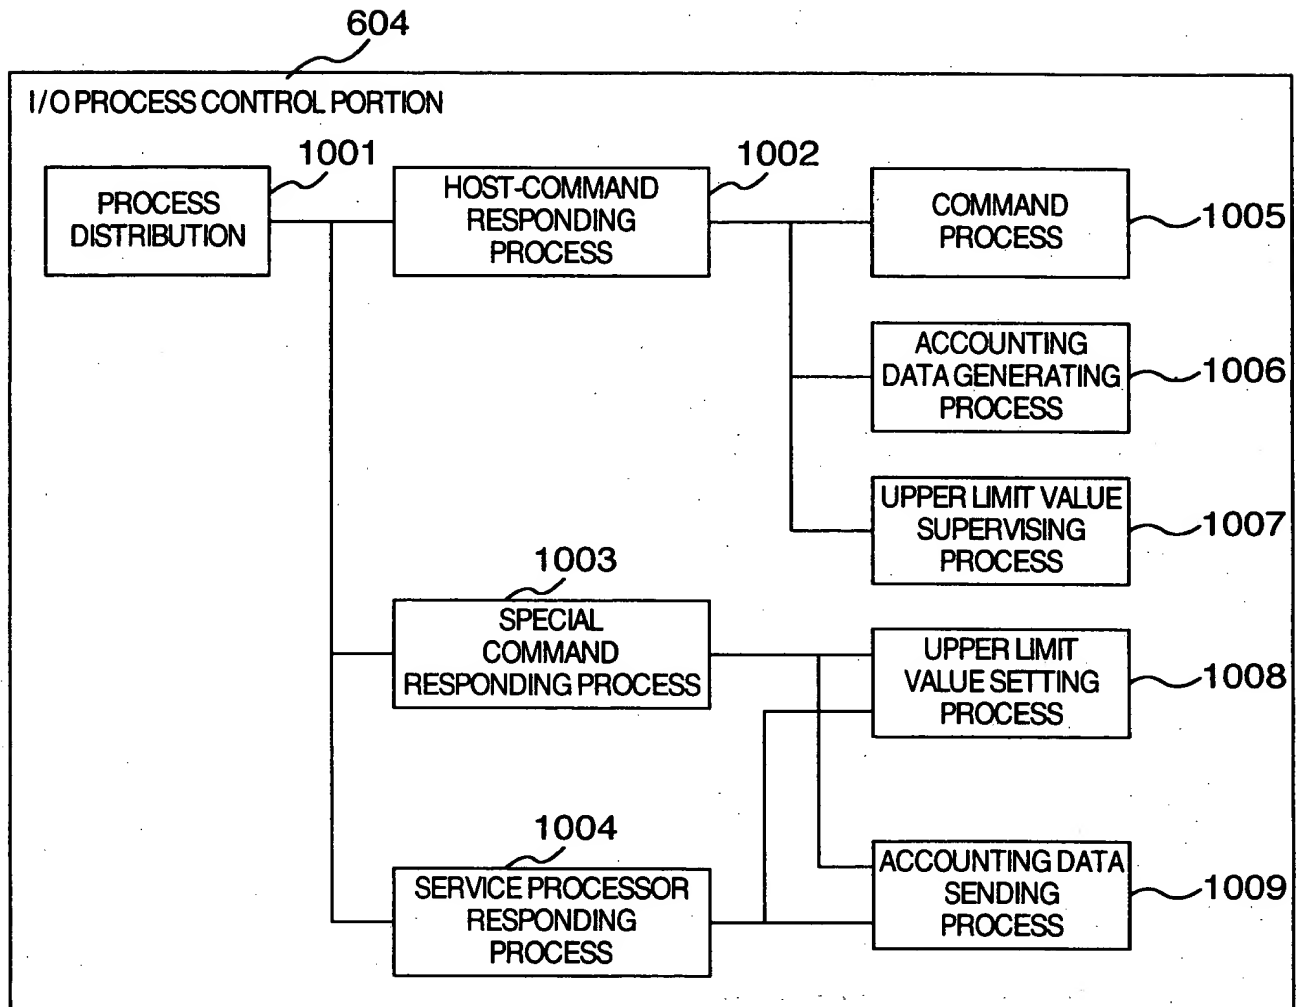 604
I/O PROCESS CONTROL PORTION
1001
PROCESS
DISTRIBUTION
1002
HOST-COMMAND
RESPONDING
PROCESS
COMMAND
PROCESS
1005
ACCOUNTING
DATA GENERATING
PROCESS
1006
UPPER LIMIT VALUE
SUPERVISING
PROCESS
1007
1003
SPECIAL
COMMAND
RESPONDING PROCESS
UPPER LIMIT
VALUE SETTING
PROCESS
1008
1004
SERVICE PROCESSOR
RESPONDING
PROCESS
ACCOUNTING DATA
SENDING
PROCESS
1009